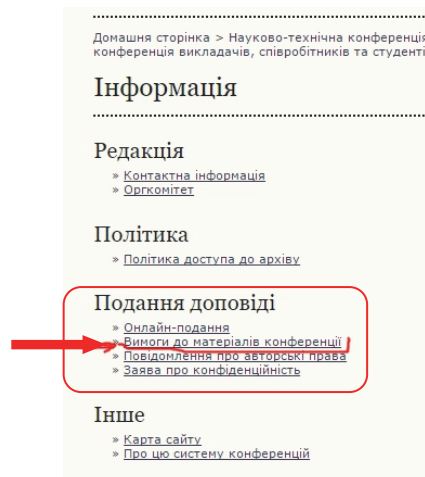 Домашня сторінка > Науково-технічна конференція
конференція викладачів, співробітників та студенті
Інформація
Редакція
» Контактна інформація
» Оргкомітет
Політика
» Політика доступа до архіву
Подання доповіді
» Онлайн-подання
» Вимоги до матеріалів конференції
» Повідомлення про авторські права
» Заява про конфіденційність
Інше
» Карта сайту
» Про цю систему конференцій